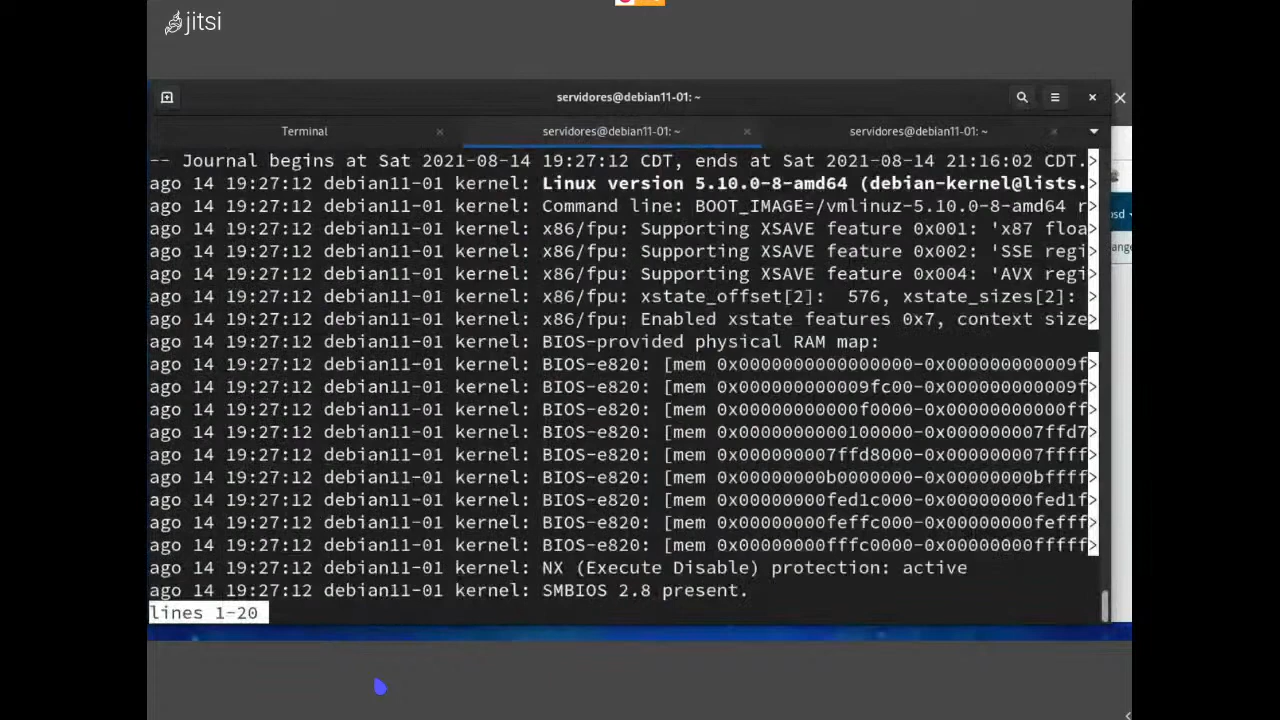 jitsi
servidores@debian11-01: ~
Terminal
servidores@debian11-01: ~
servidores@debian11-01: ~
-- Journal begins at Sat 2021-08-14 19:27:12 CDT, ends at Sat 2021-08-14 21:16:02 CDT.>
ago 14 19:27:12 debian11-01 kernel: Linux version 5.10.0-8-amd64 (debian-kernel@lists.>
ago 14 19:27:12 debian11-01 kernel: Command line: BOOT_IMAGE=/vmlinuz-5.10.0-8-amd64 r>
ago 14 19:27:12 debian11-01 kernel: x86/fpu: Supporting XSAVE feature 0x001: 'x87 floa>
ago 14 19:27:12 debian11-01 kernel: x86/fpu: Supporting XSAVE feature 0x002: 'SSE regi>
ago 14 19:27:12 debian11-01 kernel: x86/fpu: Supporting XSAVE feature 0x004: 'AVX regi>
ago 14 19:27:12 debian11-01 kernel: x86/fpu: xstate_offset[2]:  576, xstate_sizes[2]: >
ago 14 19:27:12 debian11-01 kernel: x86/fpu: Enabled xstate features 0x7, context size>
ago 14 19:27:12 debian11-01 kernel: BIOS-provided physical RAM map:
ago 14 19:27:12 debian11-01 kernel: BIOS-e820: [mem 0x0000000000000000-0x000000000009f>
ago 14 19:27:12 debian11-01 kernel: BIOS-e820: [mem 0x000000000009fc00-0x000000000009f>
ago 14 19:27:12 debian11-01 kernel: BIOS-e820: [mem 0x00000000000f0000-0x00000000000ff>
ago 14 19:27:12 debian11-01 kernel: BIOS-e820: [mem 0x0000000000100000-0x000000007ffd7>
ago 14 19:27:12 debian11-01 kernel: BIOS-e820: [mem 0x000000007ffd8000-0x000000007ffff>
ago 14 19:27:12 debian11-01 kernel: BIOS-e820: [mem 0x00000000b0000000-0x00000000bffff>
ago 14 19:27:12 debian11-01 kernel: BIOS-e820: [mem 0x00000000fed1c000-0x00000000fed1f>
ago 14 19:27:12 debian11-01 kernel: BIOS-e820: [mem 0x00000000feffc000-0x00000000fefff>
ago 14 19:27:12 debian11-01 kernel: BIOS-e820: [mem 0x00000000fffc0000-0x00000000fffff>
ago 14 19:27:12 debian11-01 kernel: NX (Execute Disable) protection: active
ago 14 19:27:12 debian11-01 kernel: SMBIOS 2.8 present.
lines 1-20